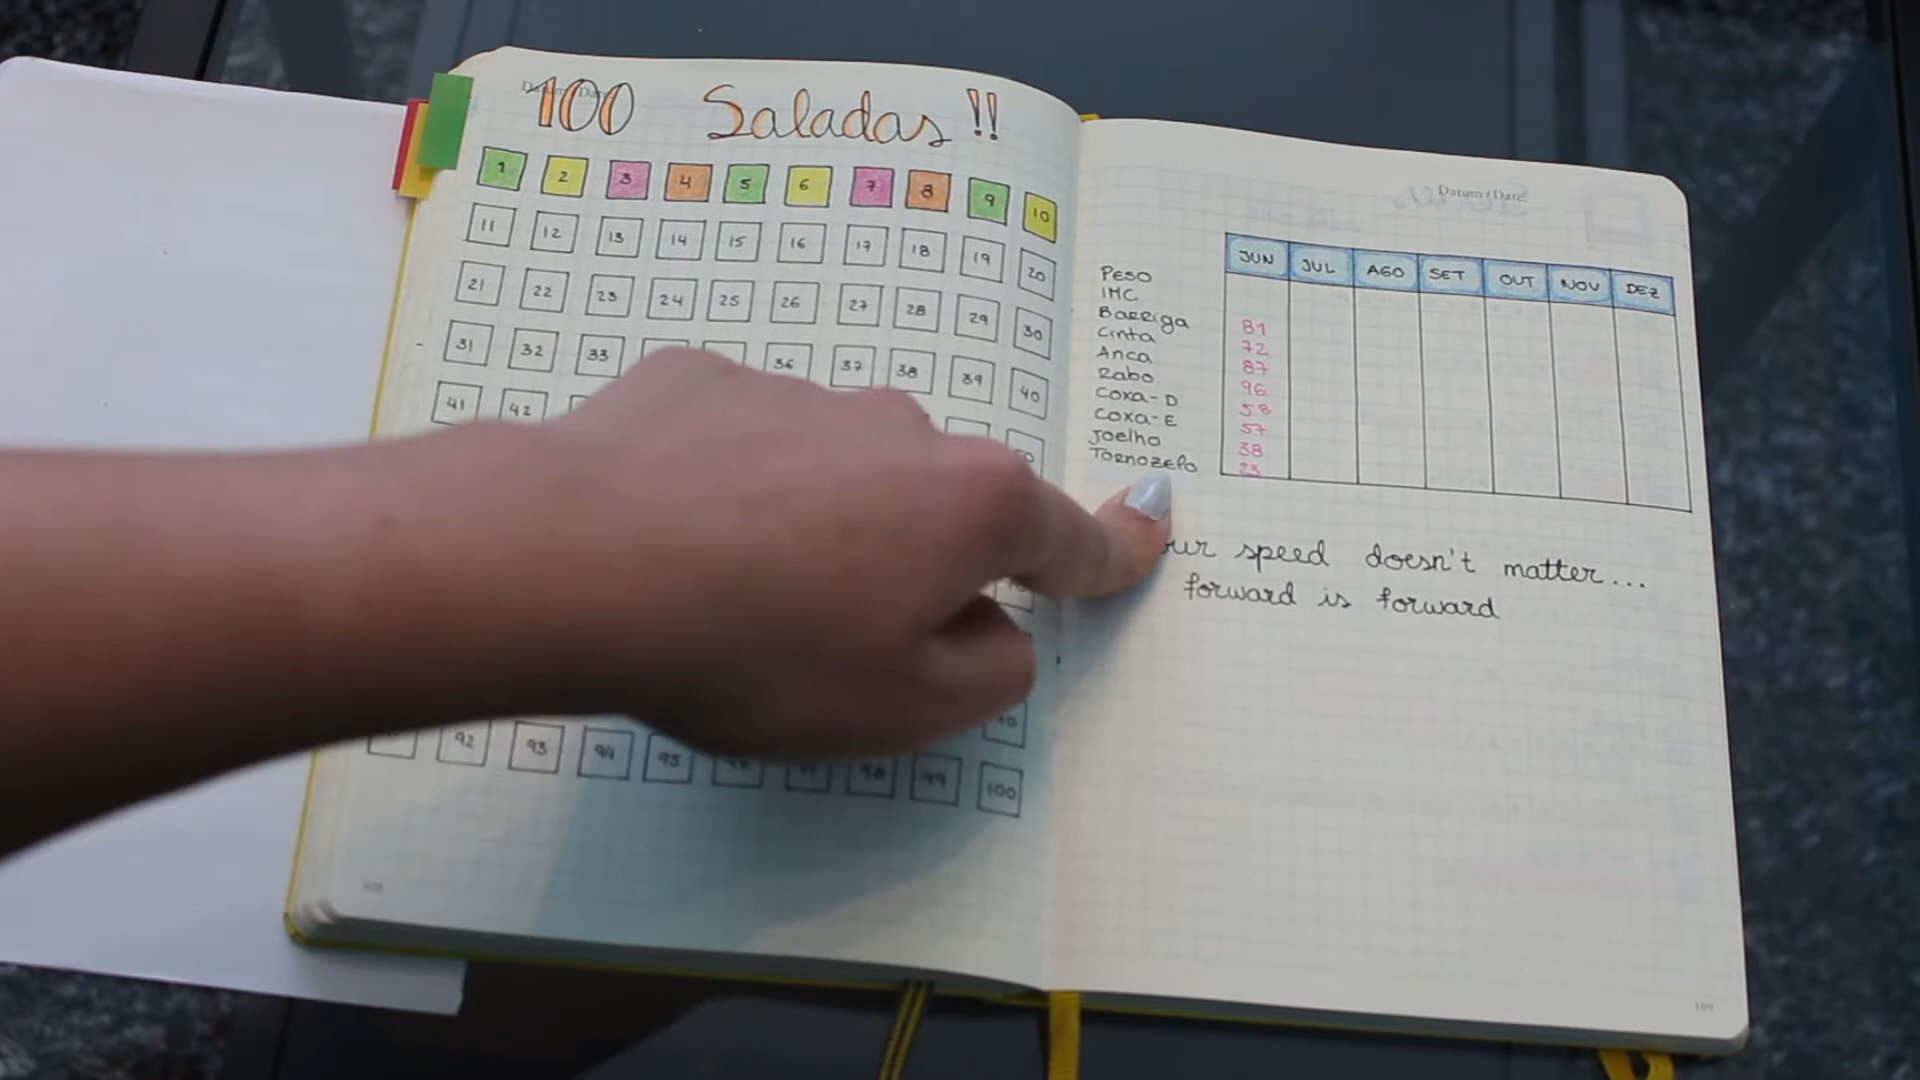 100 Saladas !!
1 2 3 4 5 6 7 8 9 10
11 12 13 14 15 16 17 18 19 20
21 22 23 24 25 26 27 28 29 30
31 32 33 36 37 38 39 40
41 42
92 93 94 95 98 99 100
108
Datum / Date:
JUN JUL AGO SET OUT NOV DEZ
Peso
IMC
Barriga 81
Cinta 72
Anca 87
Rabo 96
Coxa-D 58
Coxa-E 57
Joelho 38
Tornozelo 23
our speed doesn't matter...
forward is forward
109